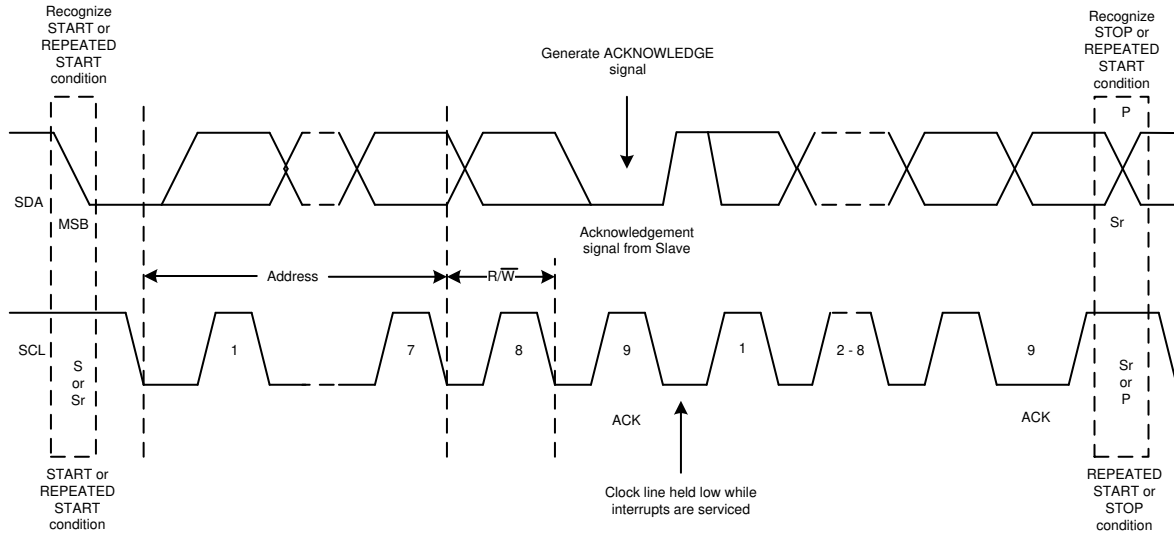 Recognize
START or
REPEATED
START
condition
Generate ACKNOWLEDGE
signal
Recognize
STOP or
REPEATED
START
condition
P
SDA
MSB
Acknowledgement
signal from Slave
Sr
Address
R/W̅
SCL
S
or
Sr
1
7
8
9
1
2 - 8
9
Sr
or
P
ACK
ACK
START or
REPEATED
START
condition
Clock line held low while
interrupts are serviced
REPEATED
START or
STOP
condition